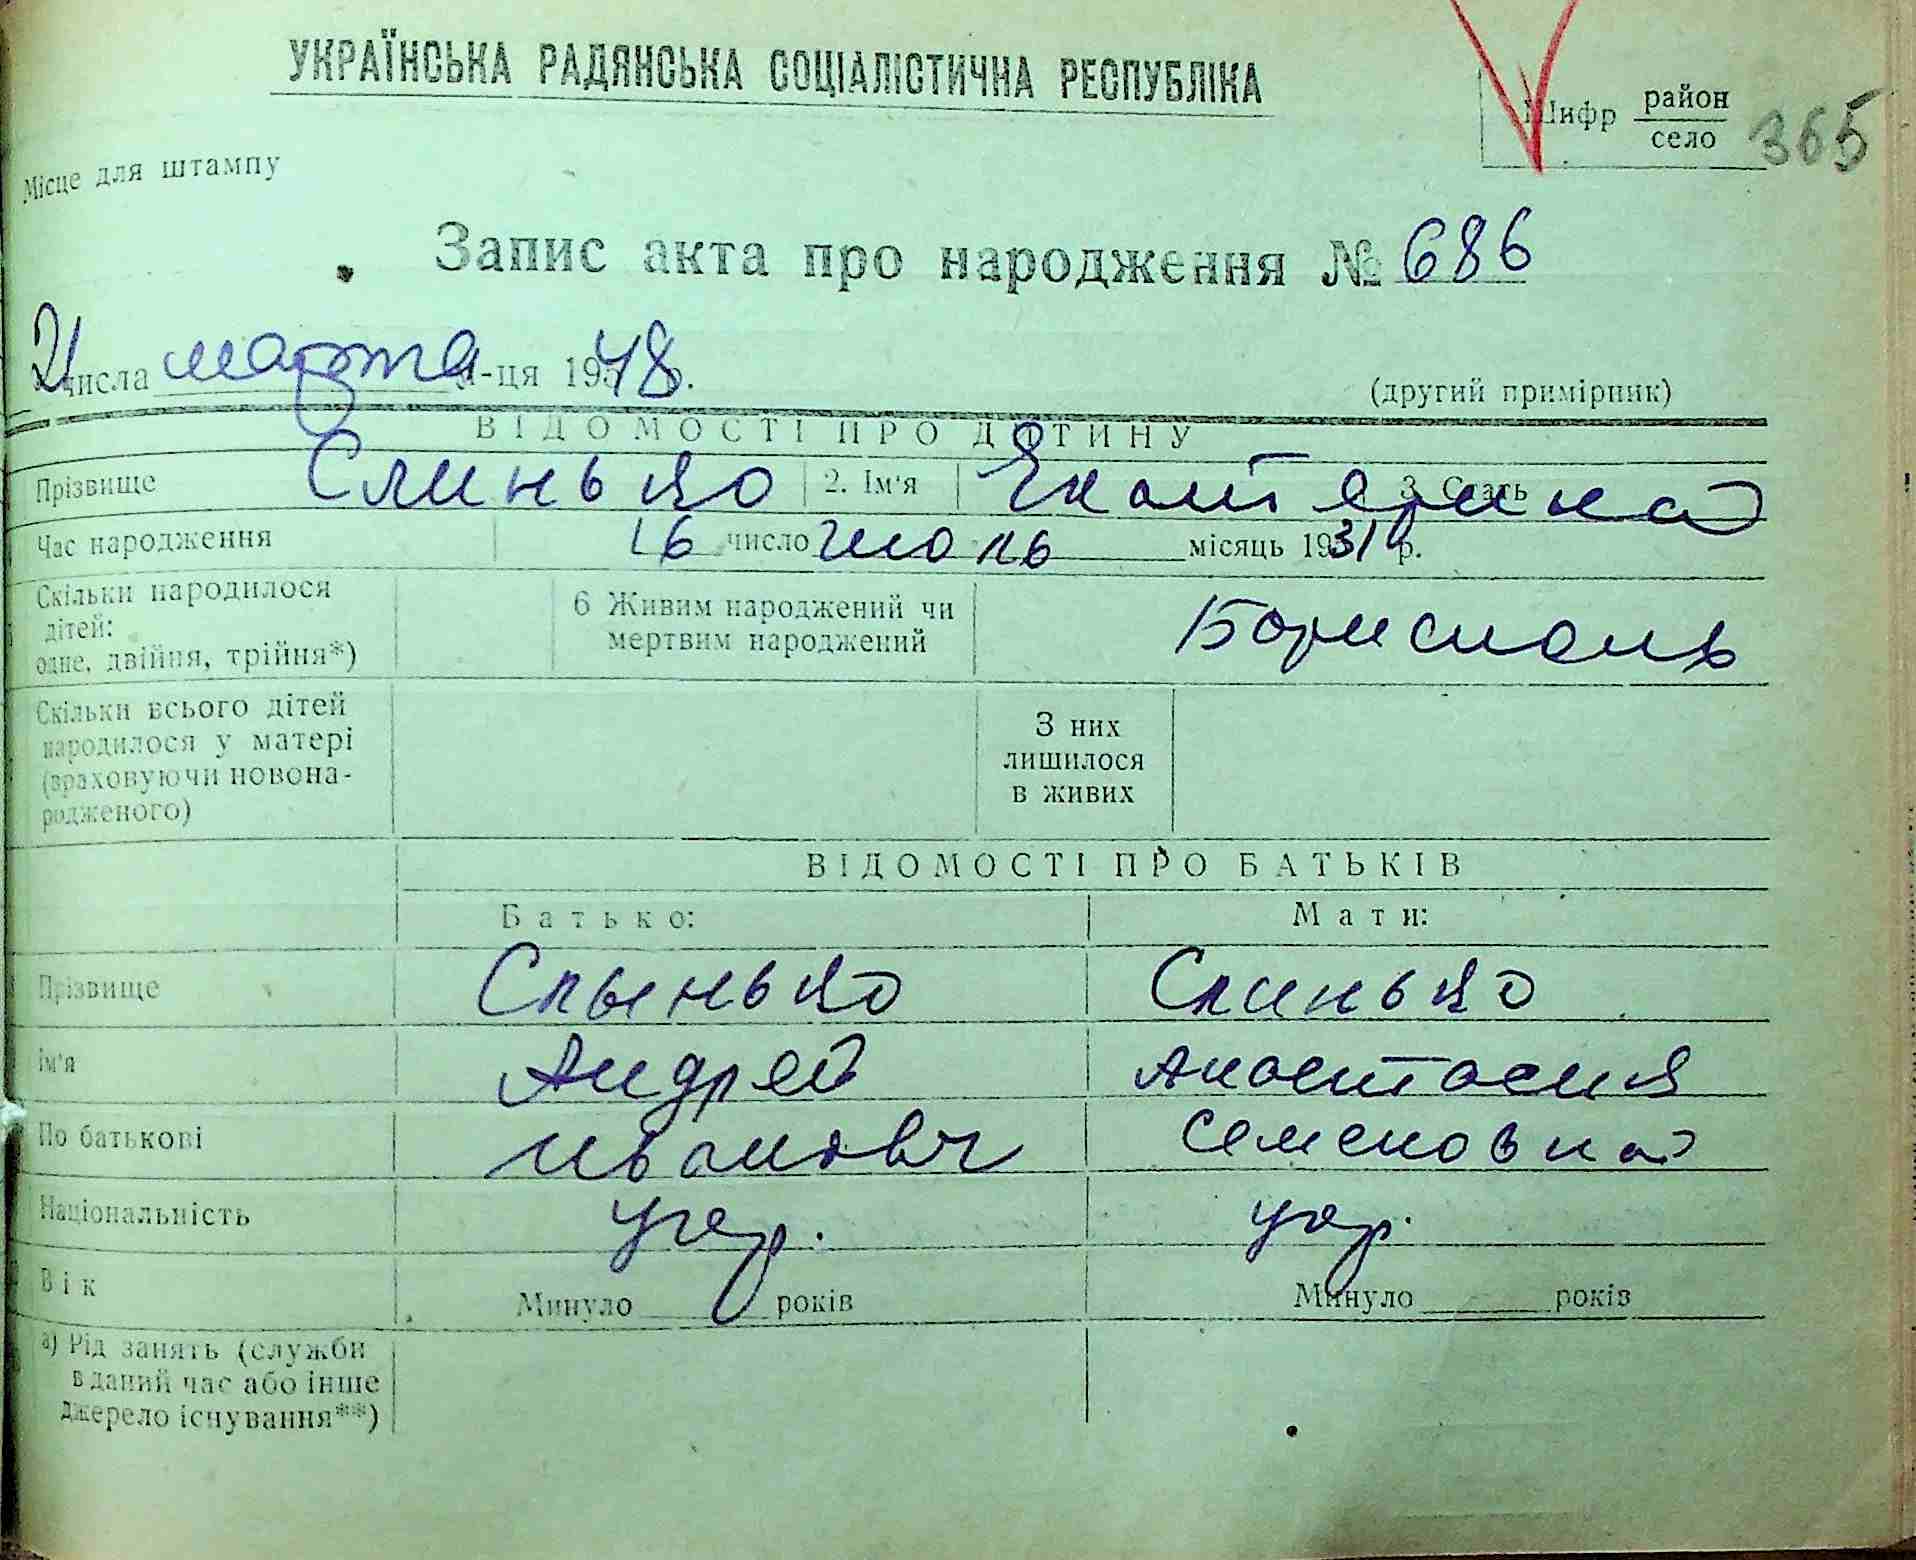 УКРАЇНСЬКА РАДЯНСЬКА СОЦІАЛІСТИЧНА РЕСПУБЛІКА
Шифр район
село
365
Місце для штампу
Запис акта про народження № 686
21 числа марта м-ця 1948 р.
(другий примірник)
ВІДОМОСТІ ПРО ДИТИНУ
Прізвище Слинько 2. Ім'я Екатерина 3. Стать
Час народження 16 число июль місяць 1931 р.
Скільки народилося
дітей:
одне, двійня, трійня*)
6 Живим народжений чи
мертвим народжений
Борисполь
Скільки всього дітей
народилося у матері
(враховуючи новона-
родженого)
З них
лишилося
в живих
ВІДОМОСТІ ПРО БАТЬКІВ
Батько: Мати:
Прізвище Слынько Слинько
Ім'я Андрей Анастасия
По батькові Иванович Семеновна
Національність укр. укр.
Вік Минуло років Минуло років
а) Рід занять (служби
в даний час або інше
джерело існування**)